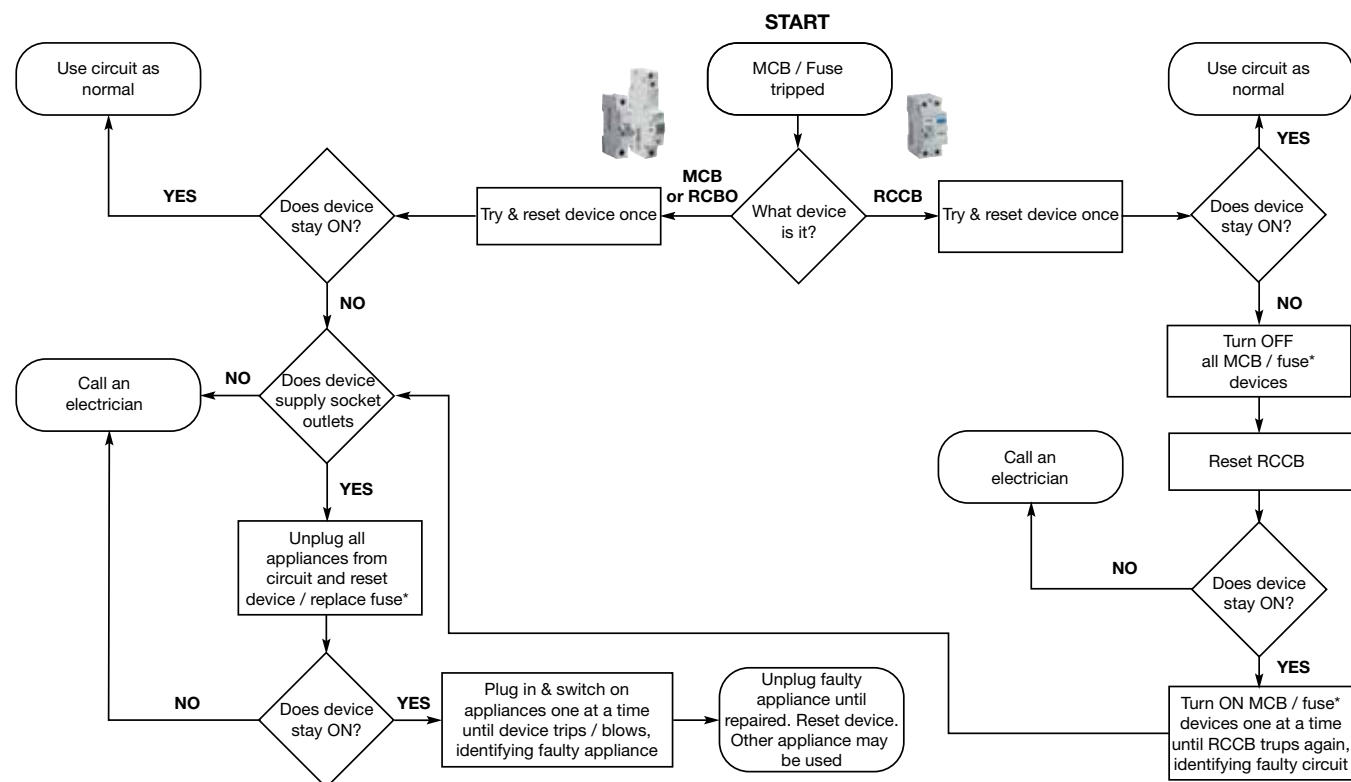 START
MCB / Fuse
tripped
Use circuit as
normal
Use circuit as
normal
YES
YES
MCB
or RCBO
RCCB
Does device
stay ON?
Try & reset device once
What device
is it?
Try & reset device once
Does device
stay ON?
NO
NO
Turn OFF
all MCB / fuse*
devices
Call an
electrician
NO
Does device
supply socket
outlets
Reset RCCB
Call an
electrician
YES
Unplug all
appliances from
circuit and reset
device / replace fuse*
NO
Does device
stay ON?
YES
NO
Does device
stay ON?
YES
Plug in & switch on
appliances one at a time
until device trips / blows,
identifying faulty appliance
Unplug faulty
appliance until
repaired. Reset device.
Other appliance may
be used
Turn ON MCB / fuse*
devices one at a time
until RCCB trups again,
identifying faulty circuit